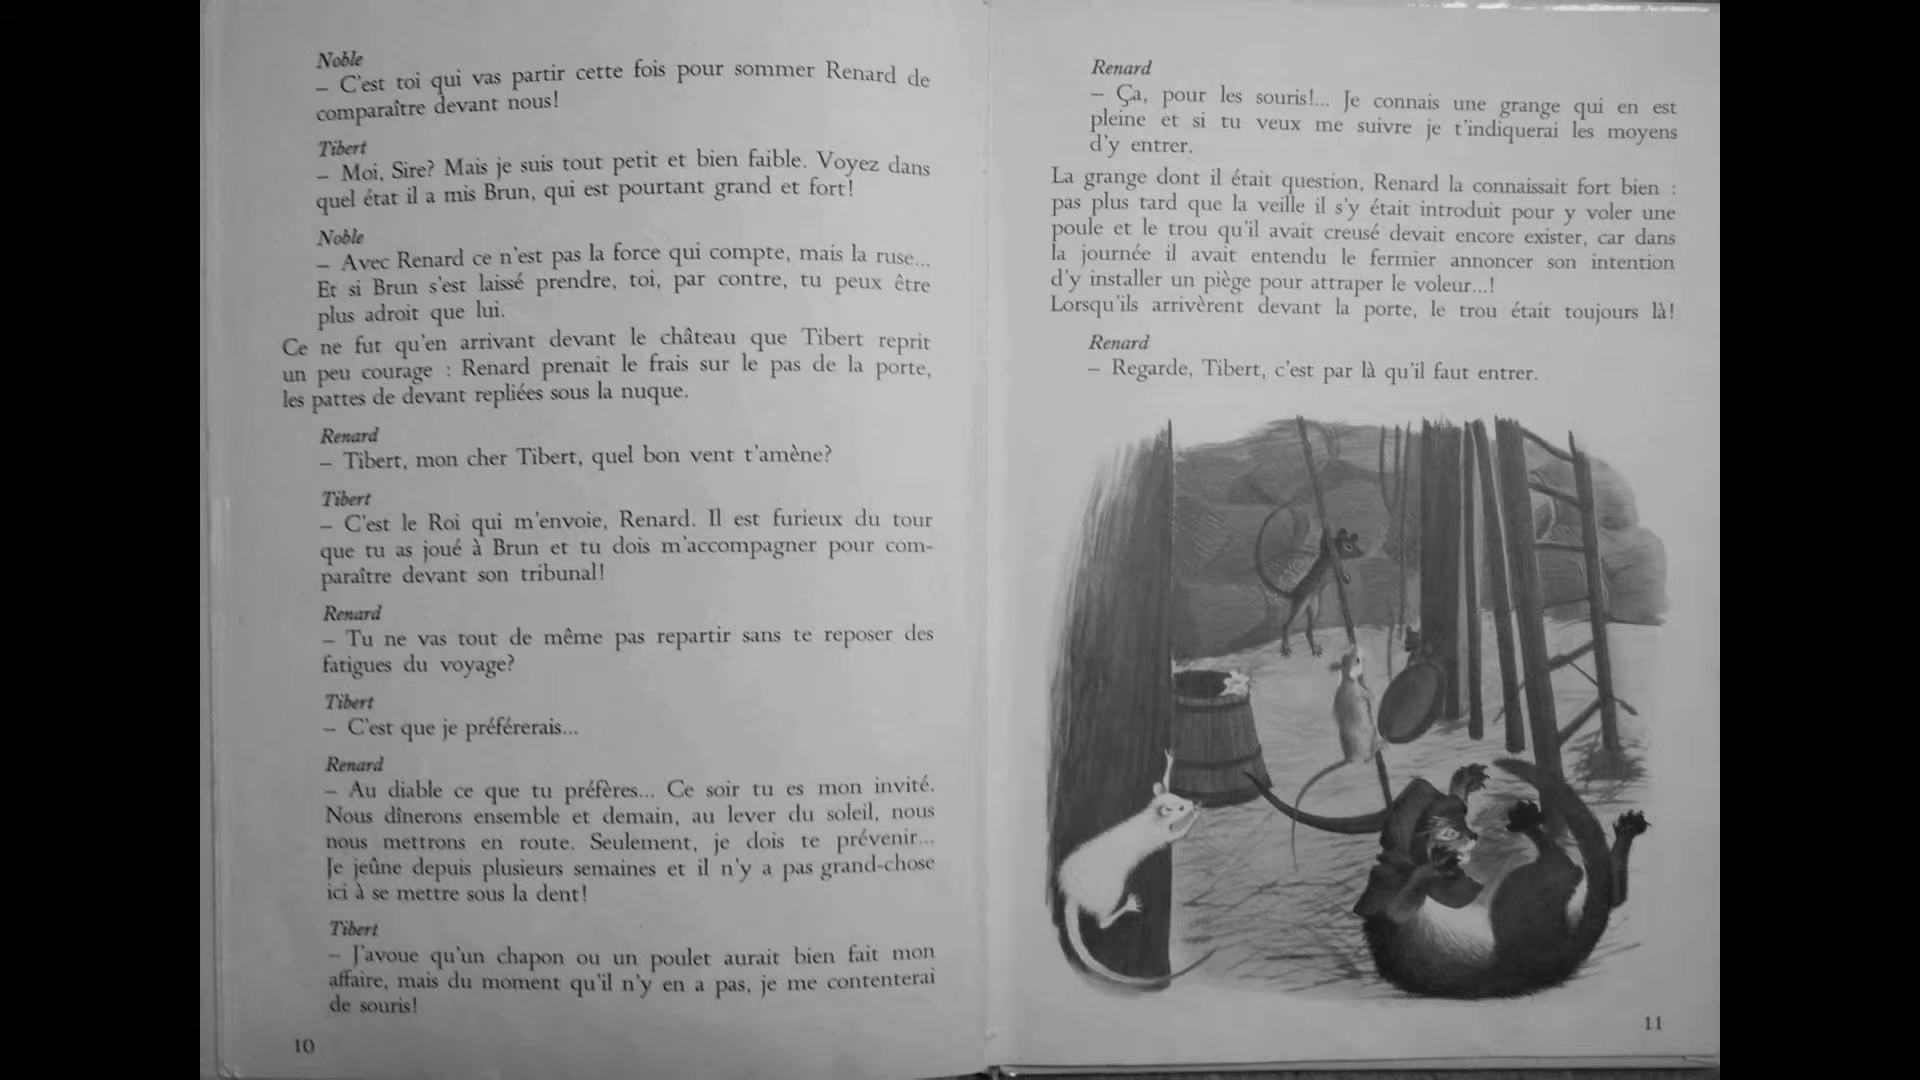 Noble
– C'est toi qui vas partir cette fois pour sommer Renard de
comparaître devant nous!
Tibert
– Moi, Sire? Mais je suis tout petit et bien faible. Voyez dans
quel état il a mis Brun, qui est pourtant grand et fort!
Noble
– Avec Renard ce n'est pas la force qui compte, mais la ruse...
Et si Brun s'est laissé prendre, toi, par contre, tu peux être
plus adroit que lui.
Ce ne fut qu'en arrivant devant le château que Tibert reprit
un peu courage : Renard prenait le frais sur le pas de la porte,
les pattes de devant repliées sous la nuque.
Renard
– Tibert, mon cher Tibert, quel bon vent t'amène?
Tibert
– C'est le Roi qui m'envoie, Renard. Il est furieux du tour
que tu as joué à Brun et tu dois m'accompagner pour com-
paraître devant son tribunal!
Renard
– Tu ne vas tout de même pas repartir sans te reposer des
fatigues du voyage?
Tibert
– C'est que je préférerais...
Renard
– Au diable ce que tu préfères... Ce soir tu es mon invité.
Nous dînerons ensemble et demain, au lever du soleil, nous
nous mettrons en route. Seulement, je dois te prévenir...
Je jeûne depuis plusieurs semaines et il n'y a pas grand-chose
ici à se mettre sous la dent!
Tibert
– J'avoue qu'un chapon ou un poulet aurait bien fait mon
affaire, mais du moment qu'il n'y en a pas, je me contenterai
de souris!
10
Renard
– Ça, pour les souris!... Je connais une grange qui en est
pleine et si tu veux me suivre je t'indiquerai les moyens
d'y entrer.
La grange dont il était question, Renard la connaissait fort bien :
pas plus tard que la veille il s'y était introduit pour y voler une
poule et le trou qu'il avait creusé devait encore exister, car dans
la journée il avait entendu le fermier annoncer son intention
d'y installer un piège pour attraper le voleur...!
Lorsqu'ils arrivèrent devant la porte, le trou était toujours là!
Renard
– Regarde, Tibert, c'est par là qu'il faut entrer.
11